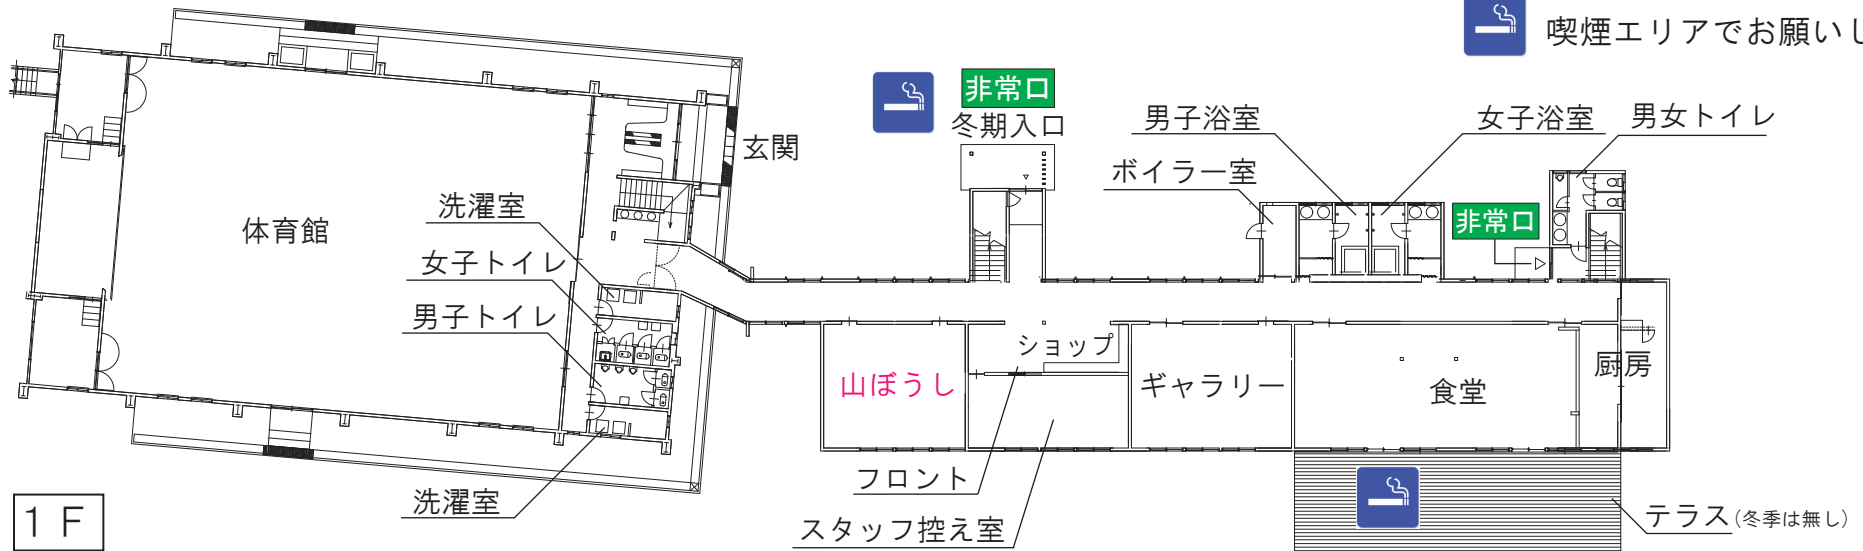 喫煙エリアでお願いし
非常口
冬期入口
男子浴室
女子浴室
男女トイレ
玄関
ボイラー室
洗濯室
体育館
非常口
女子トイレ
男子トイレ
ショップ
山ぼうし
ギャラリー
食堂
厨房
フロント
洗濯室
スタッフ控え室
テラス(冬季は無し)
1F